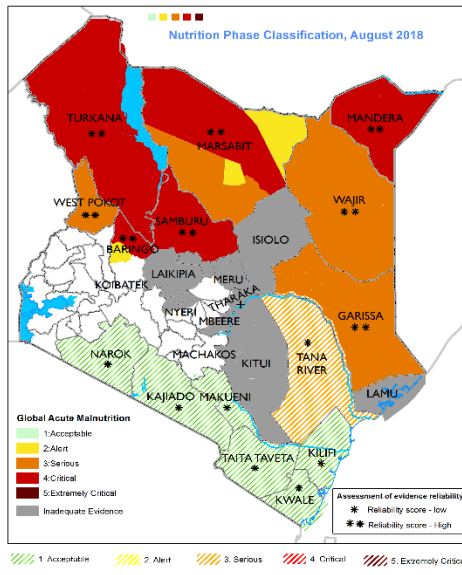 Nutrition Phase Classification, August 2018
TURKANA
**
MARSABIT
**
MANDERA
**
WEST POKOT
**
SAMBURU
**
WAJIR
**
BARINGO
**
ISIOLO
KOIBATEK
LAIKIPIA
MERU
THARAKA
*
NYERI
MBEERE
GARISSA
**
MACHAKOS
KITUI
*
TANA
RIVER
NAROK
*
KAJIADO
*
MAKUENI
*
LAMU
TAITA TAVETA
*
KILIFI
*
KWALE
*
Global Acute Malnutrition
1:Acceptable
2:Alert
3:Serious
4:Critical
5:Extremely Critical
Inadequate Evidence
Assessment of evidence reliability
* Reliability score - low
** Reliability score - High
1. Acceptable 2. Alert 3. Serious 4. Critical 5. Extremely Critical